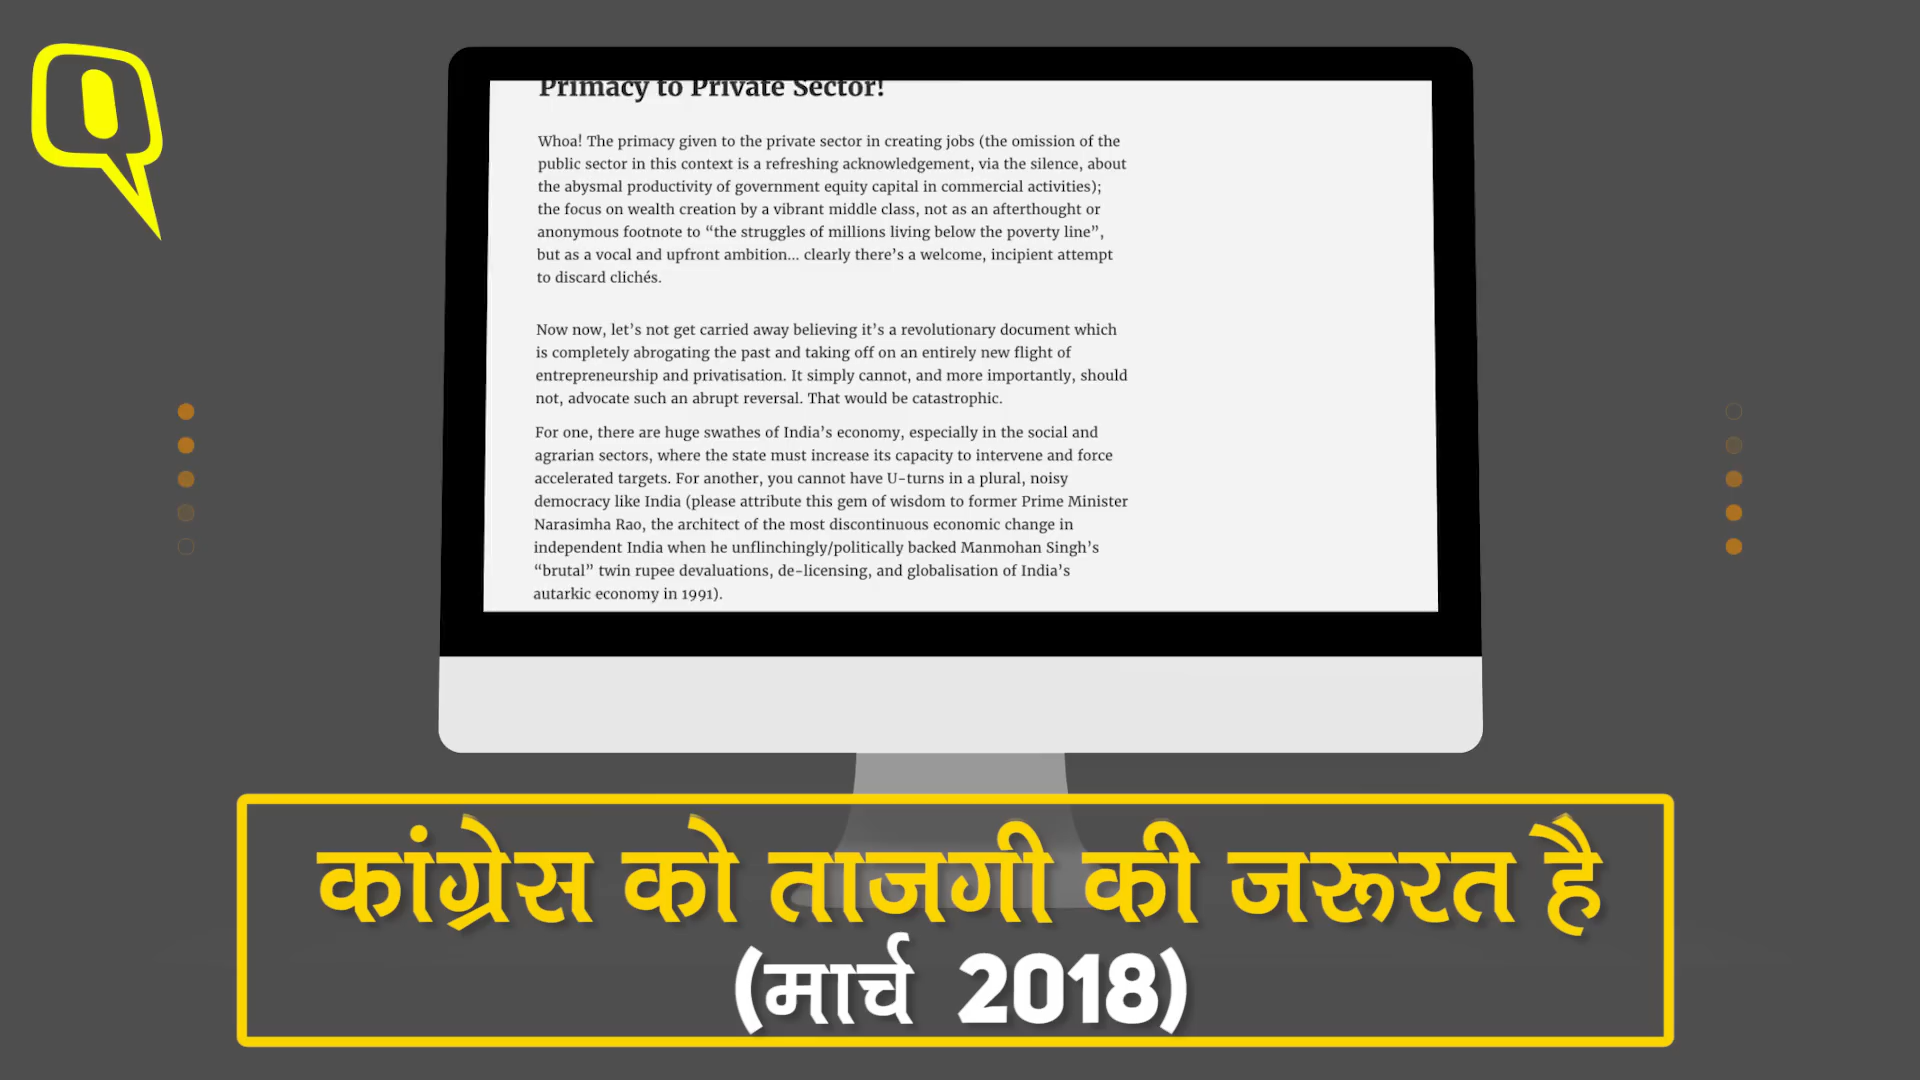 Primacy to Private Sector!
Whoa! The primacy given to the private sector in creating jobs (the omission of the
public sector in this context is a refreshing acknowledgement, via the silence, about
the abysmal productivity of government equity capital in commercial activities);
the focus on wealth creation by a vibrant middle class, not as an afterthought or
anonymous footnote to “the struggles of millions living below the poverty line”,
but as a vocal and upfront ambition... clearly there’s a welcome, incipient attempt
to discard clichés.
Now now, let’s not get carried away believing it’s a revolutionary document which
is completely abrogating the past and taking off on an entirely new flight of
entrepreneurship and privatisation. It simply cannot, and more importantly, should
not, advocate such an abrupt reversal. That would be catastrophic.
For one, there are huge swathes of India’s economy, especially in the social and
agrarian sectors, where the state must increase its capacity to intervene and force
accelerated targets. For another, you cannot have U-turns in a plural, noisy
democracy like India (please attribute this gem of wisdom to former Prime Minister
Narasimha Rao, the architect of the most discontinuous economic change in
independent India when he unflinchingly/politically backed Manmohan Singh’s
“brutal” twin rupee devaluations, de-licensing, and globalisation of India’s
autarkic economy in 1991).
कांग्रेस को ताजगी की जरूरत है
(मार्च 2018)